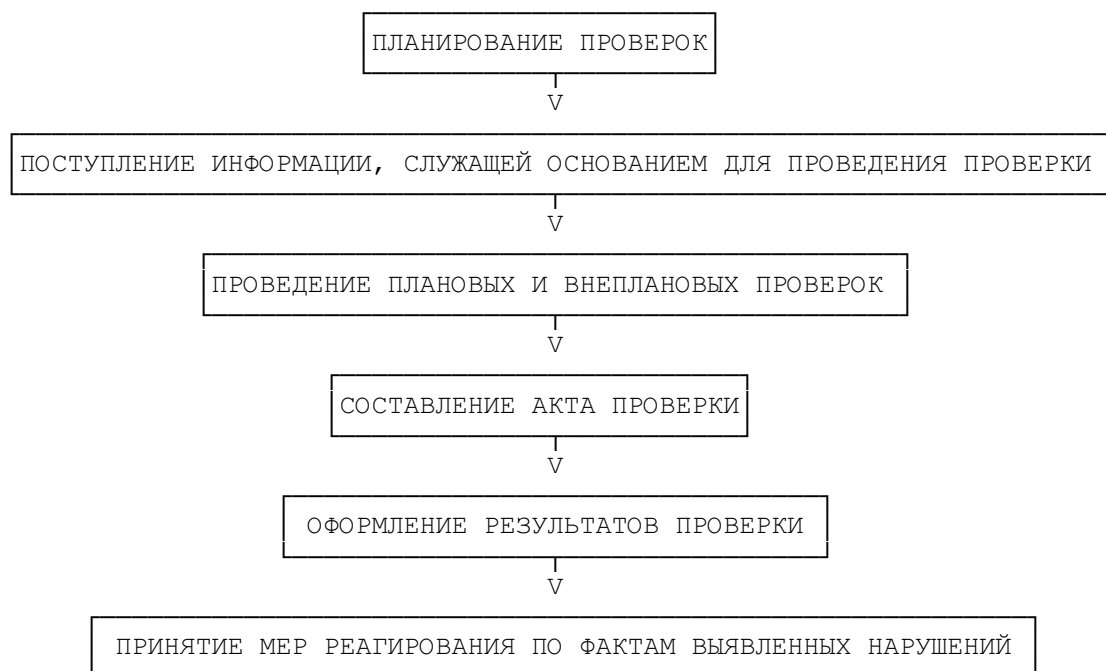 ПЛАНИРОВАНИЕ ПРОВЕРОК
V
ПОСТУПЛЕНИЕ ИНФОРМАЦИИ, СЛУЖАЩЕЙ ОСНОВАНИЕМ ДЛЯ ПРОВЕДЕНИЯ ПРОВЕРКИ
V
ПРОВЕДЕНИЕ ПЛАНОВЫХ И ВНЕПЛАНОВЫХ ПРОВЕРОК
V
СОСТАВЛЕНИЕ АКТА ПРОВЕРКИ
V
ОФОРМЛЕНИЕ РЕЗУЛЬТАТОВ ПРОВЕРКИ
V
ПРИНЯТИЕ МЕР РЕАГИРОВАНИЯ ПО ФАКТАМ ВЫЯВЛЕННЫХ НАРУШЕНИЙ